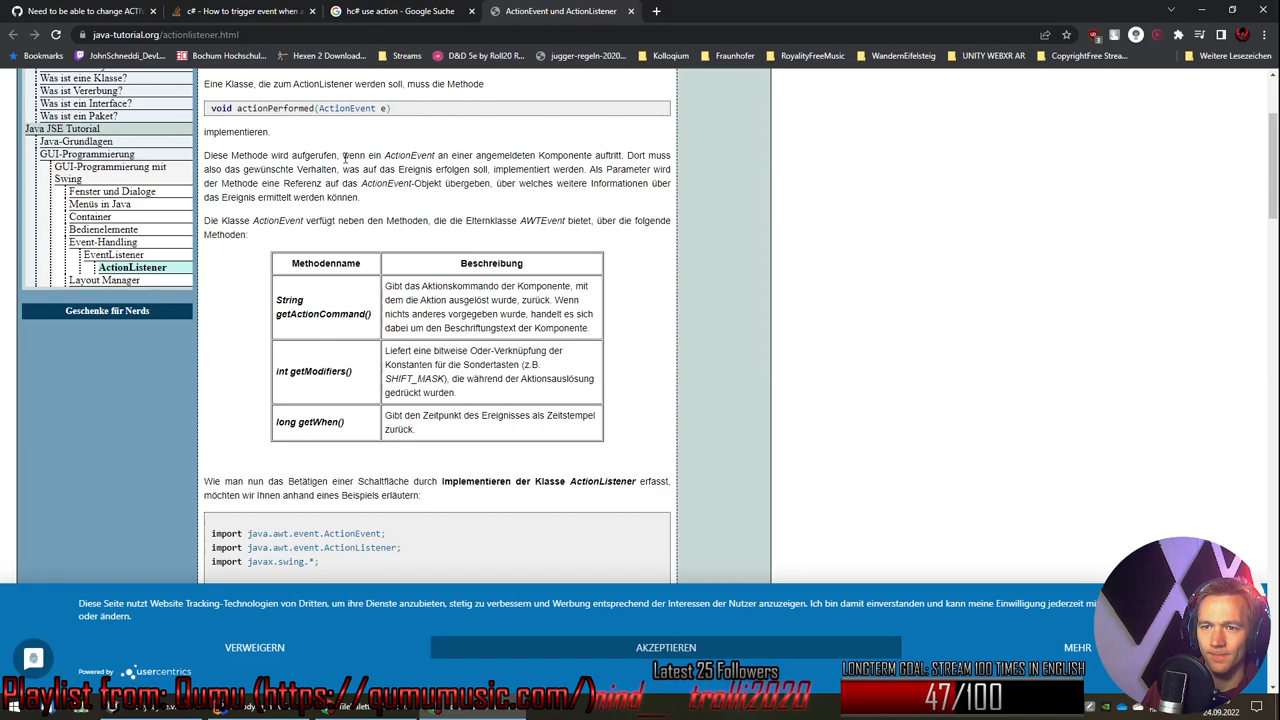 Need to be able to change ACTIV
c# - String event when a
hc# use action - Google Suche
ActionEvent und ActionListener
java-tutorial.org/actionlistener.html
Bookmarks
JohnSchneddi_Devl...
Bochum Hochschul...
Hexen 2 Download:...
Streams
D&D 5e by Roll20 R...
jugger-regeln-2020...
Kolloqium
Fraunhofer
RoyalityFreeMusic
WandernEifelsteig
UNITY WEBXR AR
Weitere Lesezeichen
Was ist eine Klasse?
Was ist Vererbung?
Was ist ein Interface?
Was ist ein Paket?
Java JSE Tutorial
Java-Grundlagen
GUI-Programmierung
GUI-Programmierung mit
Swing
Fenster und Dialoge
Menüs in Java
Container
Bedienelemente
Event-Handling
EventListener
ActionListener
Layout Manager
Geschenke für Nerds
Eine Klasse, die zum ActionListener werden soll, muss die Methode
void actionPerformed(ActionEvent e)
implementieren.
Diese Methode wird aufgerufen, wenn ein ActionEvent an einer angemeldeten Komponente auftritt. Dort muss
also das gewünschte Verhalten, was auf das Ereignis erfolgen soll, implementiert werden. Als Parameter wird
der Methode eine Referenz auf das ActionEvent-Objekt übergeben, über welches weitere Informationen über
das Ereignis ermittelt werden können.
Die Klasse ActionEvent verfügt neben den Methoden, die die Elternklasse AWTEvent bietet, über die folgende
Methoden:
Methodenname
Beschreibung
String
getActionCommand()
Gibt das Aktionskommando der Komponente, mit
dem die Aktion ausgelöst wurde, zurück. Wenn
nichts anderes vorgegeben wurde, handelt es sich
dabei um den Beschriftungstext der Komponente.
int getModifiers()
Liefert eine bitweise Oder-Verknüpfung der
Konstanten für die Sondertasten (z.B.
SHIFT_MASK), die während der Aktionsauslösung
gedrückt wurden.
long getWhen()
Gibt den Zeitpunkt des Ereignisses als Zeitstempel
zurück.
Wie man nun das Betätigen einer Schaltfläche durch Implementieren der Klasse ActionListener erfasst,
möchten wir Ihnen anhand eines Beispiels erläutern:
import java.awt.event.ActionEvent;
import java.awt.event.ActionListener;
import javax.swing.*;
Diese Seite nutzt Website Tracking-Technologien von Dritten, um ihre Dienste anzubieten, stetig zu verbessern und Werbung entsprechend der Interessen der Nutzer anzuzeigen. Ich bin damit einverstanden und kann meine Einwilligung jederzeit mi
oder ändern.
VERWEIGERN
AKZEPTIEREN
MEHR
Powered by usercentrics
Latest 25 Followers
LONGTERM GOAL: STREAM 100 TIMES IN ENGLISH
Playlist from: Qumu (https://qumumusic.com/)
trolli2020
47/100
24.09.2022